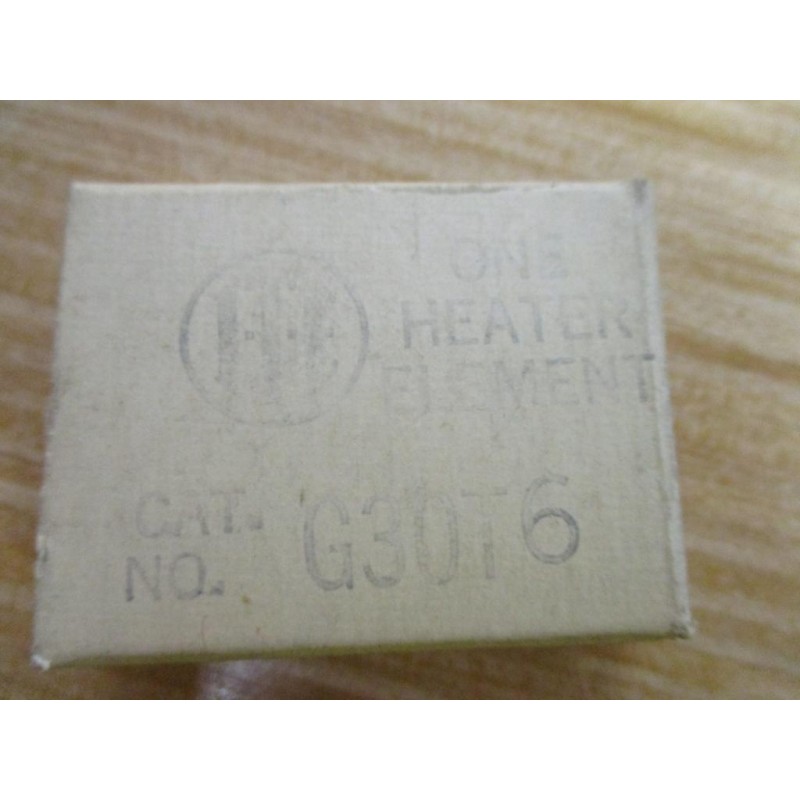 ONE
HEATER
ELEMENT
CAT.
NO. G30T6